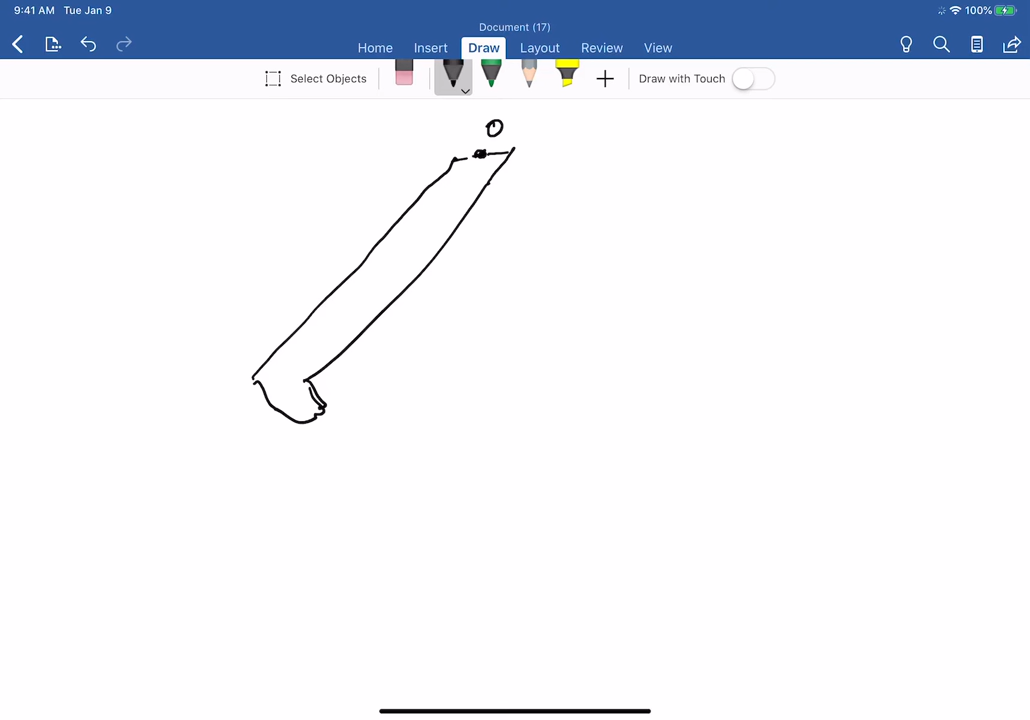 9:41 AM Tue Jan 9
100%
Document (17)
Home Insert Draw Layout Review View
Select Objects
Draw with Touch
O